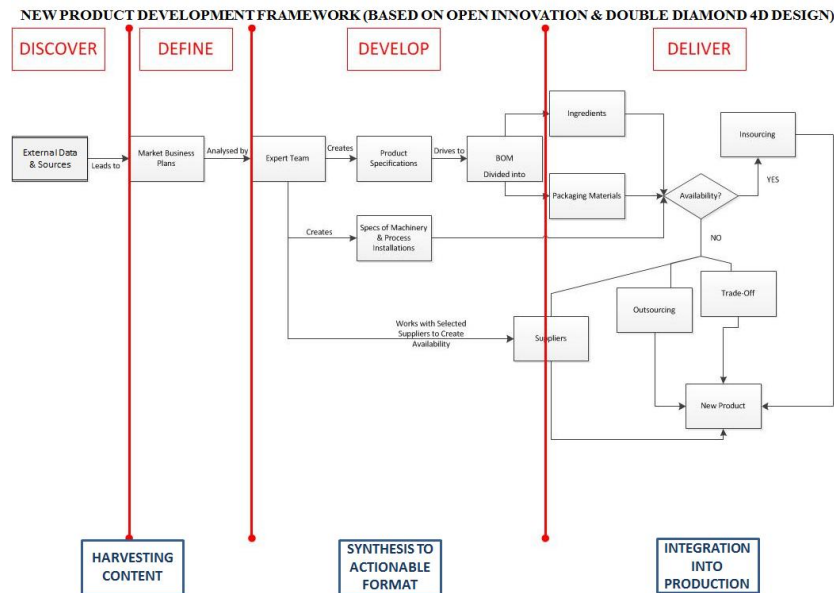 NEW PRODUCT DEVELOPMENT FRAMEWORK (BASED ON OPEN INNOVATION & DOUBLE DIAMOND 4D DESIGN)
DISCOVER
DEFINE
DEVELOP
DELIVER
External Data
& Sources
Leads to
Market Business
Plans
Analysed by
Expert Team
Creates
Product
Specifications
Drives to
BOM
Divided into
Ingredients
Packaging Materials
Availability?
YES
Insourcing
NO
Creates
Specs of Machinery
& Process
Installations
Works with Selected
Suppliers to Create
Availability
Suppliers
Outsourcing
Trade-Off
New Product
HARVESTING
CONTENT
SYNTHESIS TO
ACTIONABLE
FORMAT
INTEGRATION
INTO
PRODUCTION